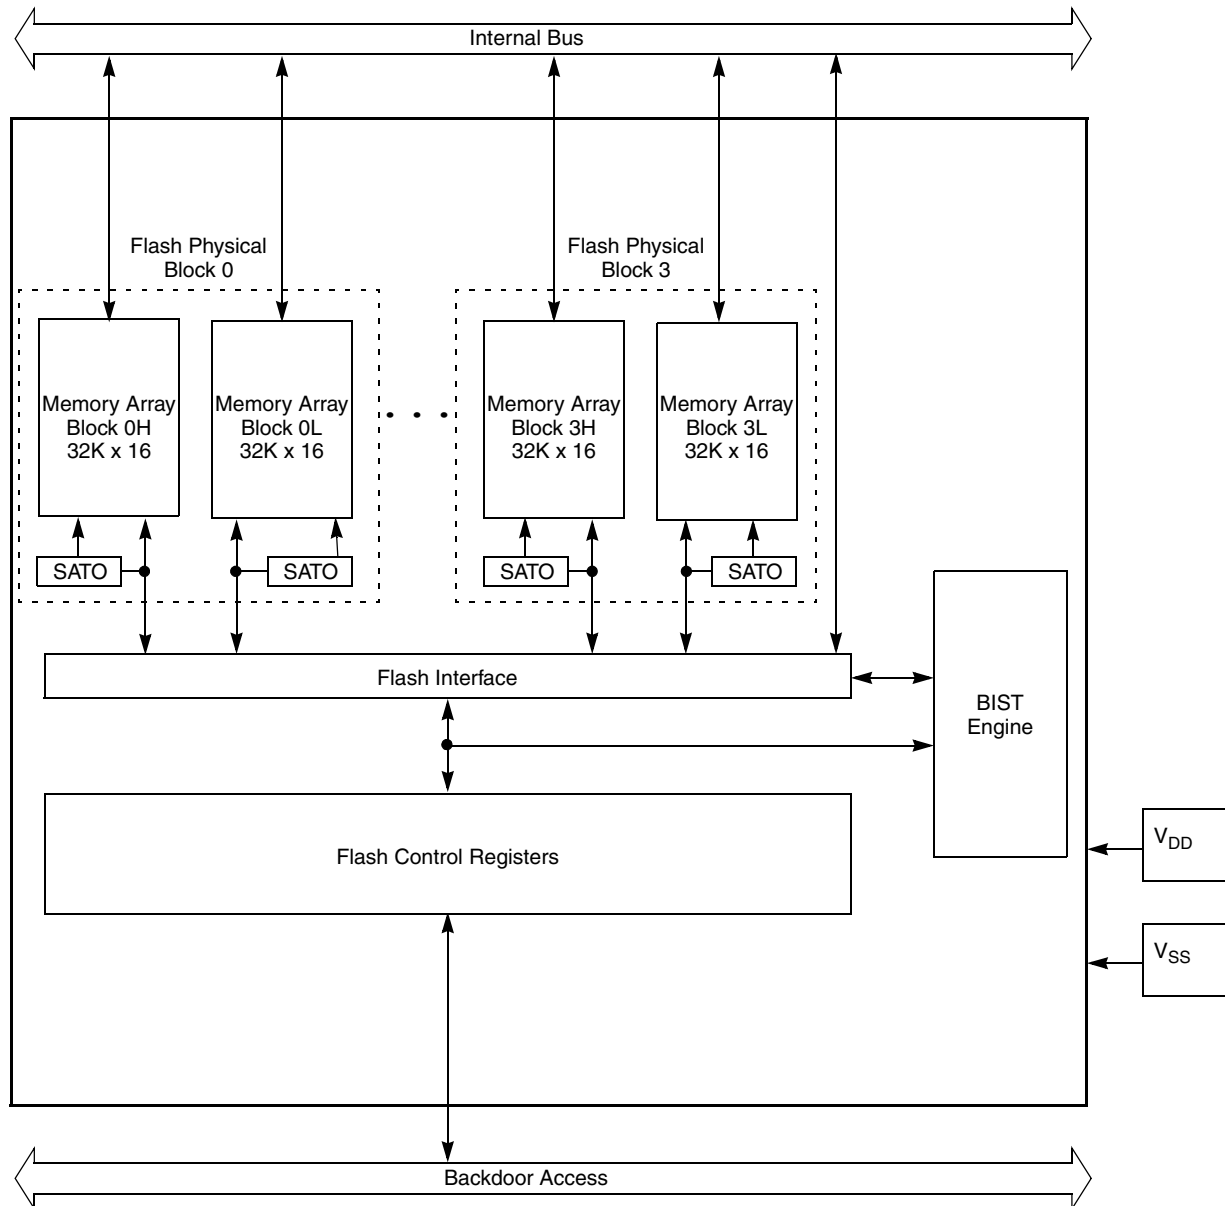 Internal Bus
Flash Physical
Block 0
Flash Physical
Block 3
Memory Array
Block 0H
32K x 16
Memory Array
Block 0L
32K x 16
Memory Array
Block 3H
32K x 16
Memory Array
Block 3L
32K x 16
SATO
SATO
SATO
SATO
Flash Interface
BIST
Engine
Flash Control Registers
VDD
VSS
Backdoor Access